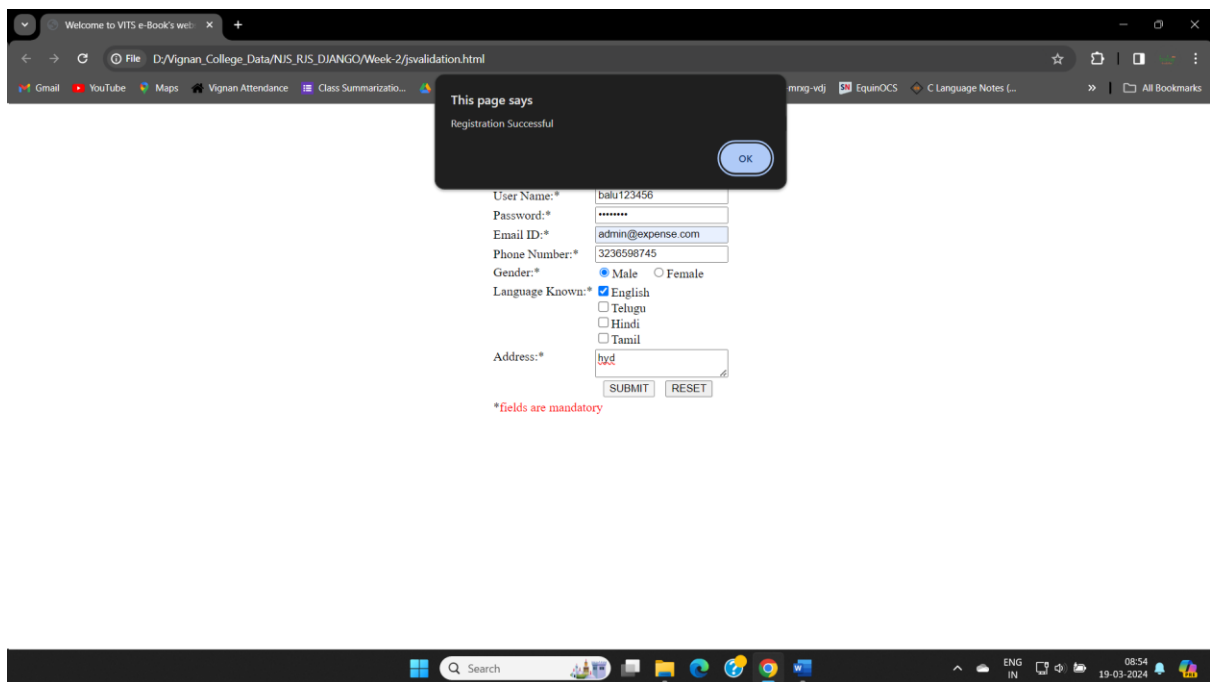 Welcome to VITS e-Book's web
File D:/Vignan_College_Data/NJS_RJS_DJANGO/Week-2/jsvalidation.html
Gmail YouTube Maps Vignan Attendance Class Summarizatio... -mrxg-vdj EquinOCS C Language Notes (... » All Bookmarks
This page says
Registration Successful
OK
User Name:* balu123456
Password:* ••••••••
Email ID:* admin@expense.com
Phone Number:* 3236598745
Gender:* Male Female
Language Known:* English
Telugu
Hindi
Tamil
Address:* hyd
SUBMIT RESET
*fields are mandatory
Search ENG 08:54
IN 19-03-2024